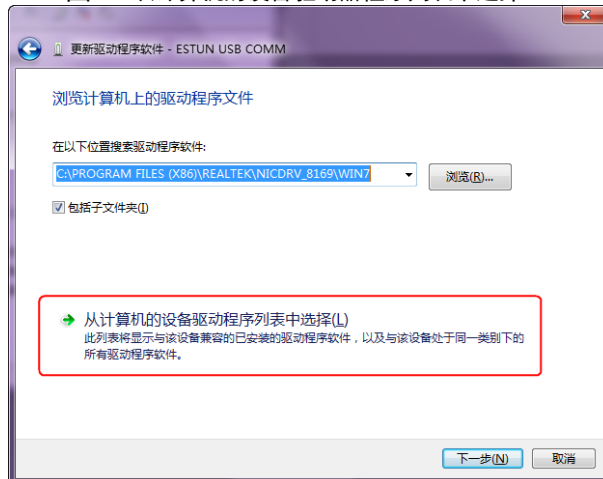 更新驱动程序软件 - ESTUN USB COMM
浏览计算机上的驱动程序文件
在以下位置搜索驱动程序软件:
C:\PROGRAM FILES (X86)\REALTEK\NICDRV_8169\WIN7
浏览(R)...
包括子文件夹(I)
从计算机的设备驱动程序列表中选择(L)
此列表将显示与该设备兼容的已安装的驱动程序软件，以及与该设备处于同一类别下的
所有驱动程序软件。
下一步(N)
取消